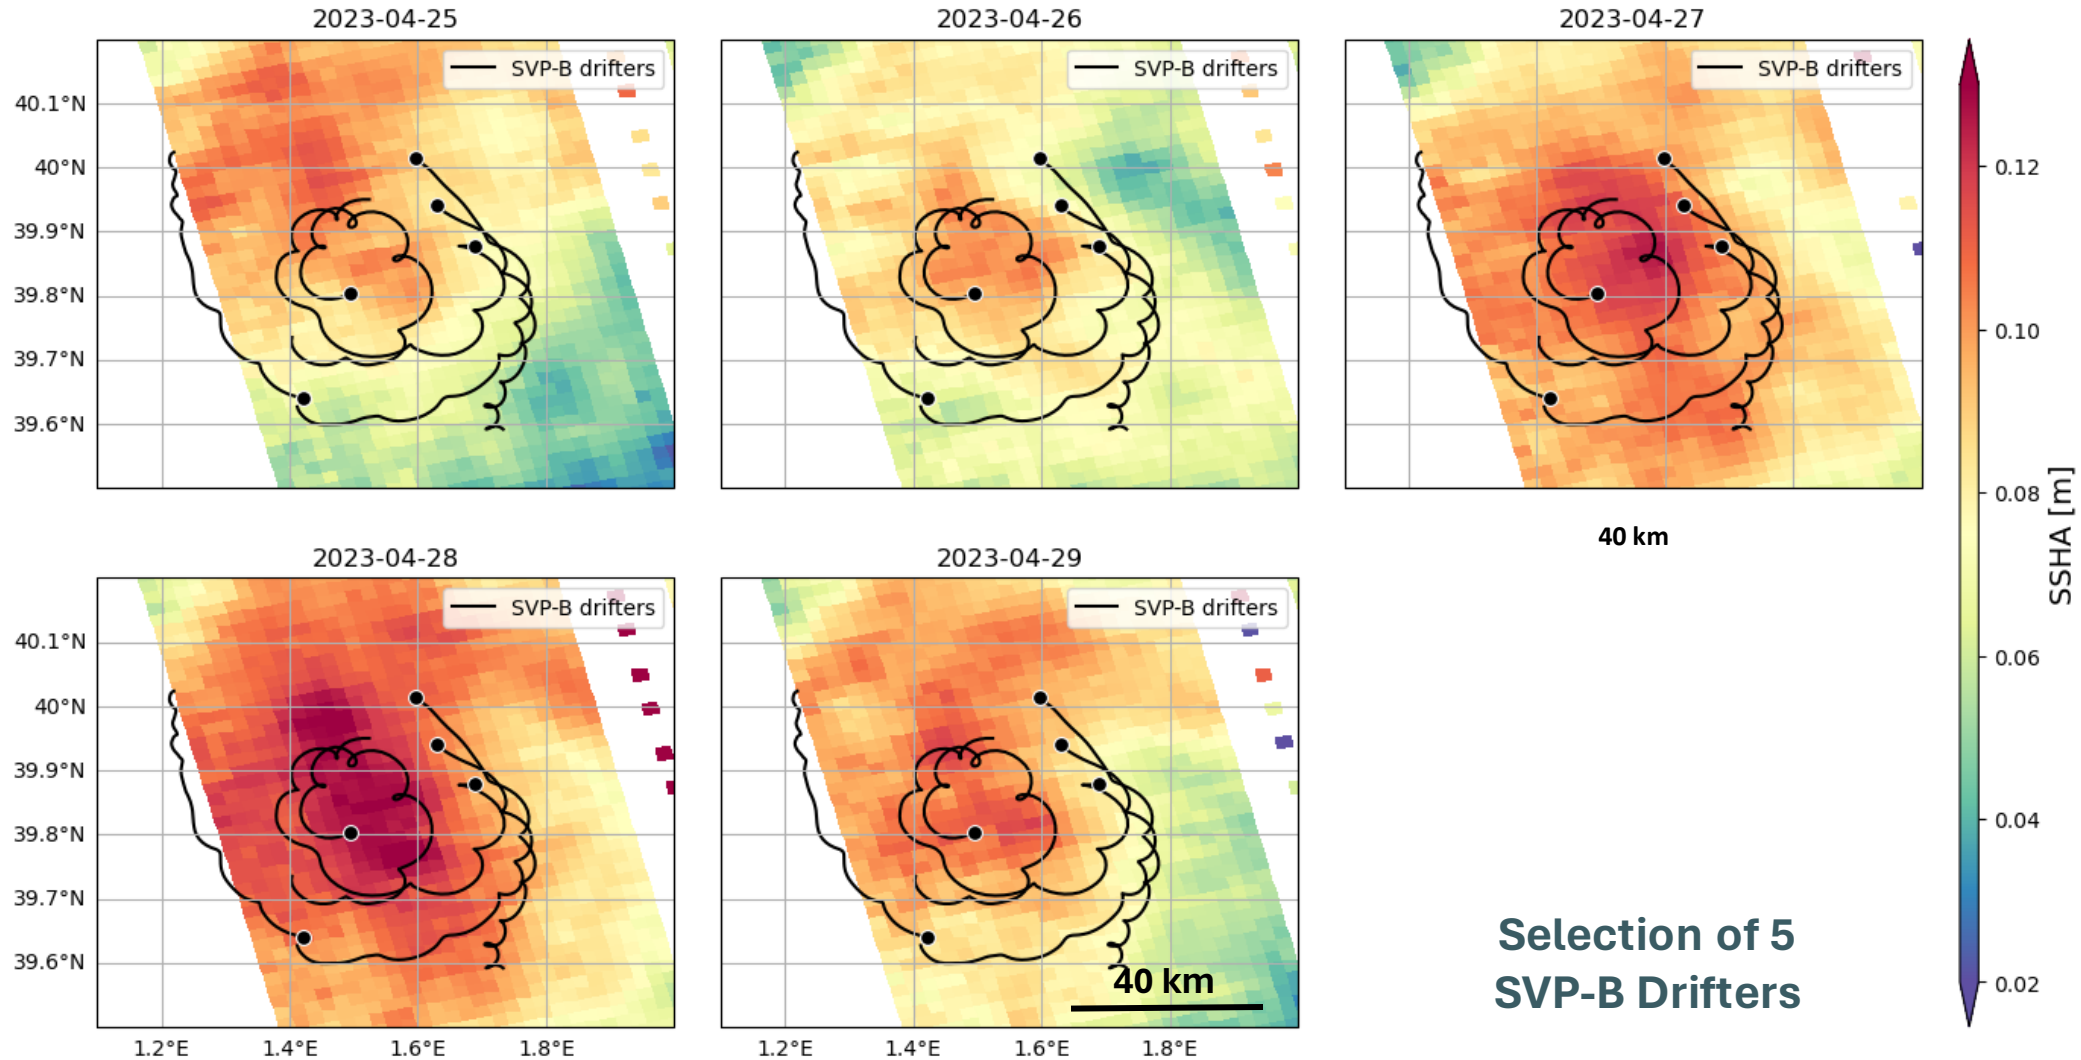 2023-04-25
2023-04-26
2023-04-27
SVP-B drifters
SVP-B drifters
SVP-B drifters
40.1°N
40°N
39.9°N
39.8°N
39.7°N
39.6°N
0.12
0.10
0.08
0.06
0.04
0.02
SSHA [m]
40 km
2023-04-28
2023-04-29
SVP-B drifters
SVP-B drifters
40.1°N
40°N
39.9°N
39.8°N
39.7°N
39.6°N
40 km
1.2°E 1.4°E 1.6°E 1.8°E
1.2°E 1.4°E 1.6°E 1.8°E
Selection of 5
SVP-B Drifters